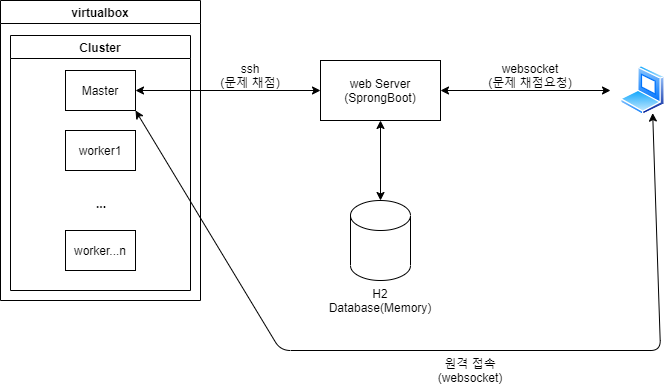 virtualbox
Cluster
Master
worker1
...
worker...n
ssh
(문제 채점)
web Server
(SprongBoot)
websocket
(문제 채점요청)
H2
Database(Memory)
원격 접속
(websocket)